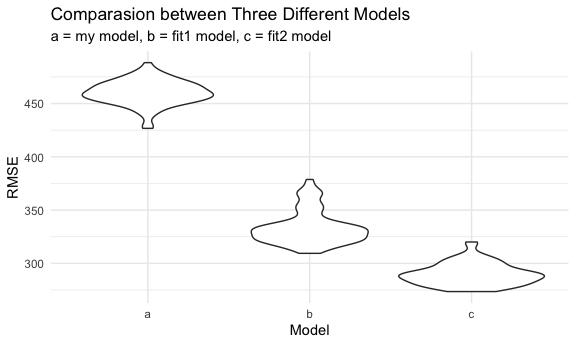 Comparasion between Three Different Models
a = my model, b = fit1 model, c = fit2 model
RMSE
450
400
350
300
a b c
Model